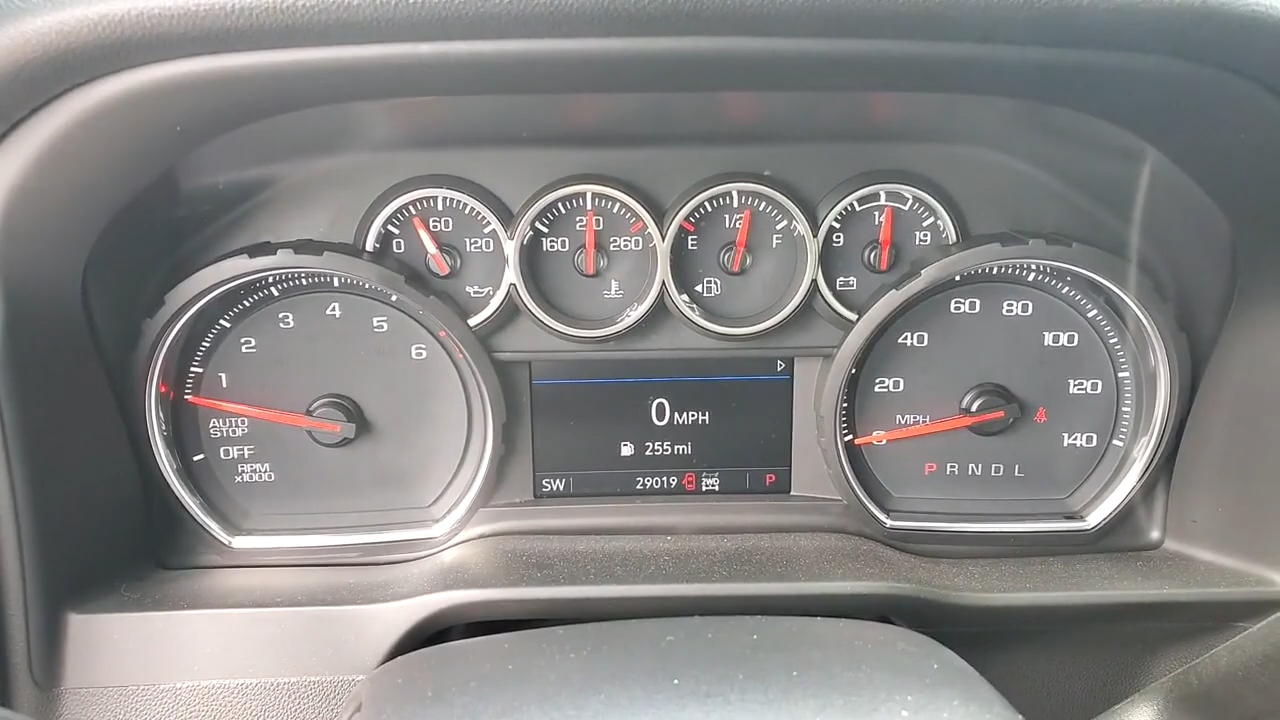 0 60 120
160 210 260
E 1/2 F
9 14 19
1 2 3 4 5 6
AUTO
STOP
OFF
RPM
x1000
0 MPH
255 mi
SW 29019 2WD P
0 20 40 60 80 100 120 140
MPH
P R N D L